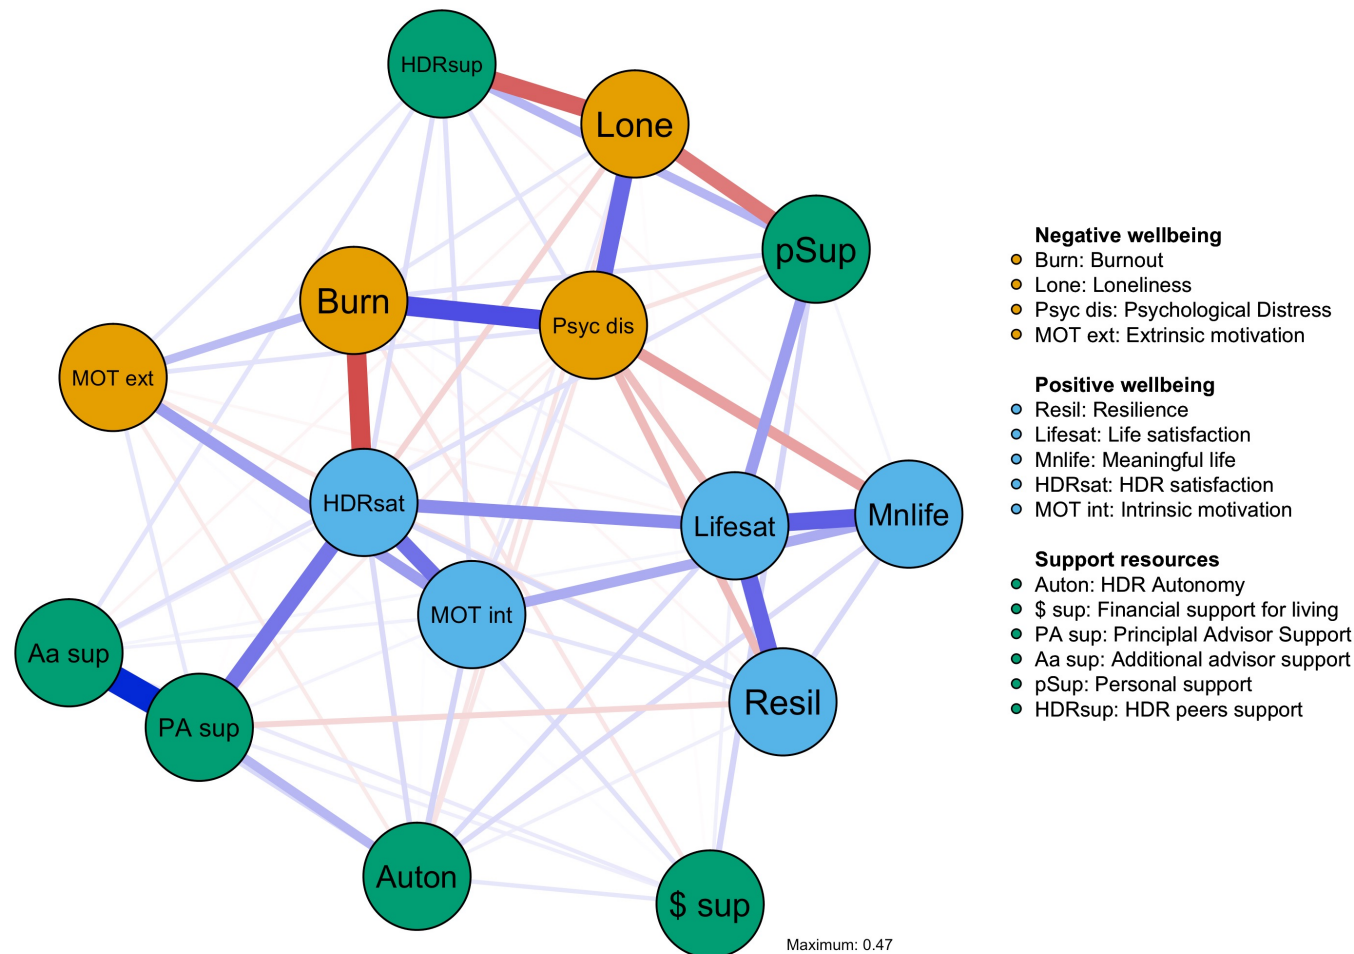 HDRsup
Lone
pSup
Burn
Psyc dis
MOT ext
HDRsat
Lifesat
Mnlife
MOT int
Aa sup
PA sup
Resil
Auton
$ sup
Maximum: 0.47
Negative wellbeing
Burn: Burnout
Lone: Loneliness
Psyc dis: Psychological Distress
MOT ext: Extrinsic motivation
Positive wellbeing
Resil: Resilience
Lifesat: Life satisfaction
Mnlife: Meaningful life
HDRsat: HDR satisfaction
MOT int: Intrinsic motivation
Support resources
Auton: HDR Autonomy
$ sup: Financial support for living
PA sup: Principlal Advisor Support
Aa sup: Additional advisor support
pSup: Personal support
HDRsup: HDR peers support